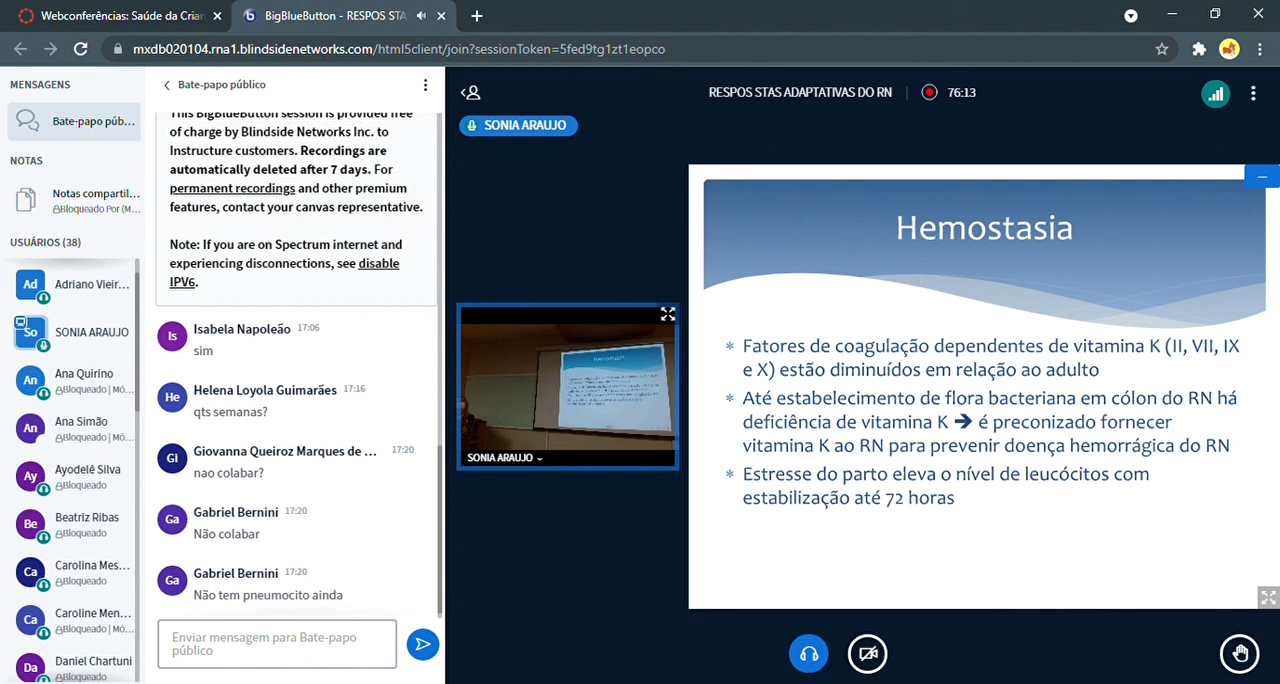 Webconferências: Saúde da Crian
BigBlueButton - RESPOS STA
mxdb020104.rna1.blindsidenetworks.com/html5client/join?sessionToken=5fed9tg1zt1eopco
MENSAGENS
Bate-papo púb...
NOTAS
Notas compartil...
Bloqueado Por (M...
USUÁRIOS (38)
Ad
Adriano Vieir...
So
SONIA ARAUJO
An
Ana Quirino
Bloqueado | Mó...
An
Ana Simão
Bloqueado | Mó...
Ay
Ayodelê Silva
Bloqueado
Be
Beatriz Ribas
Bloqueado
Ca
Carolina Mes...
Bloqueado
Ca
Caroline Men...
Bloqueado | Mó...
Da
Daniel Chartuni
Bloqueado
Bate-papo público
This BigBlueButton session is provided free
of charge by Blindside Networks Inc. to
Instructure customers. Recordings are
automatically deleted after 7 days. For
permanent recordings and other premium
features, contact your canvas representative.
Note: If you are on Spectrum internet and
experiencing disconnections, see disable
IPV6.
Is
Isabela Napoleão 17:06
sim
He
Helena Loyola Guimarães 17:16
qts semanas?
Gi
Giovanna Queiroz Marques de ... 17:20
nao colabar?
Ga
Gabriel Bernini 17:20
Não colabar
Ga
Gabriel Bernini 17:20
Não tem pneumocito ainda
Enviar mensagem para Bate-papo
público
RESPOS STAS ADAPTATIVAS DO RN | 76:13
SONIA ARAUJO
Hemostasia
SONIA ARAUJO
Hemostasia
* Fatores de coagulação dependentes de vitamina K (II, VII, IX
e X) estão diminuídos em relação ao adulto
* Até estabelecimento de flora bacteriana em cólon do RN há
deficiência de vitamina K ➔ é preconizado fornecer
vitamina K ao RN para prevenir doença hemorrágica do RN
* Estresse do parto eleva o nível de leucócitos com
estabilização até 72 horas